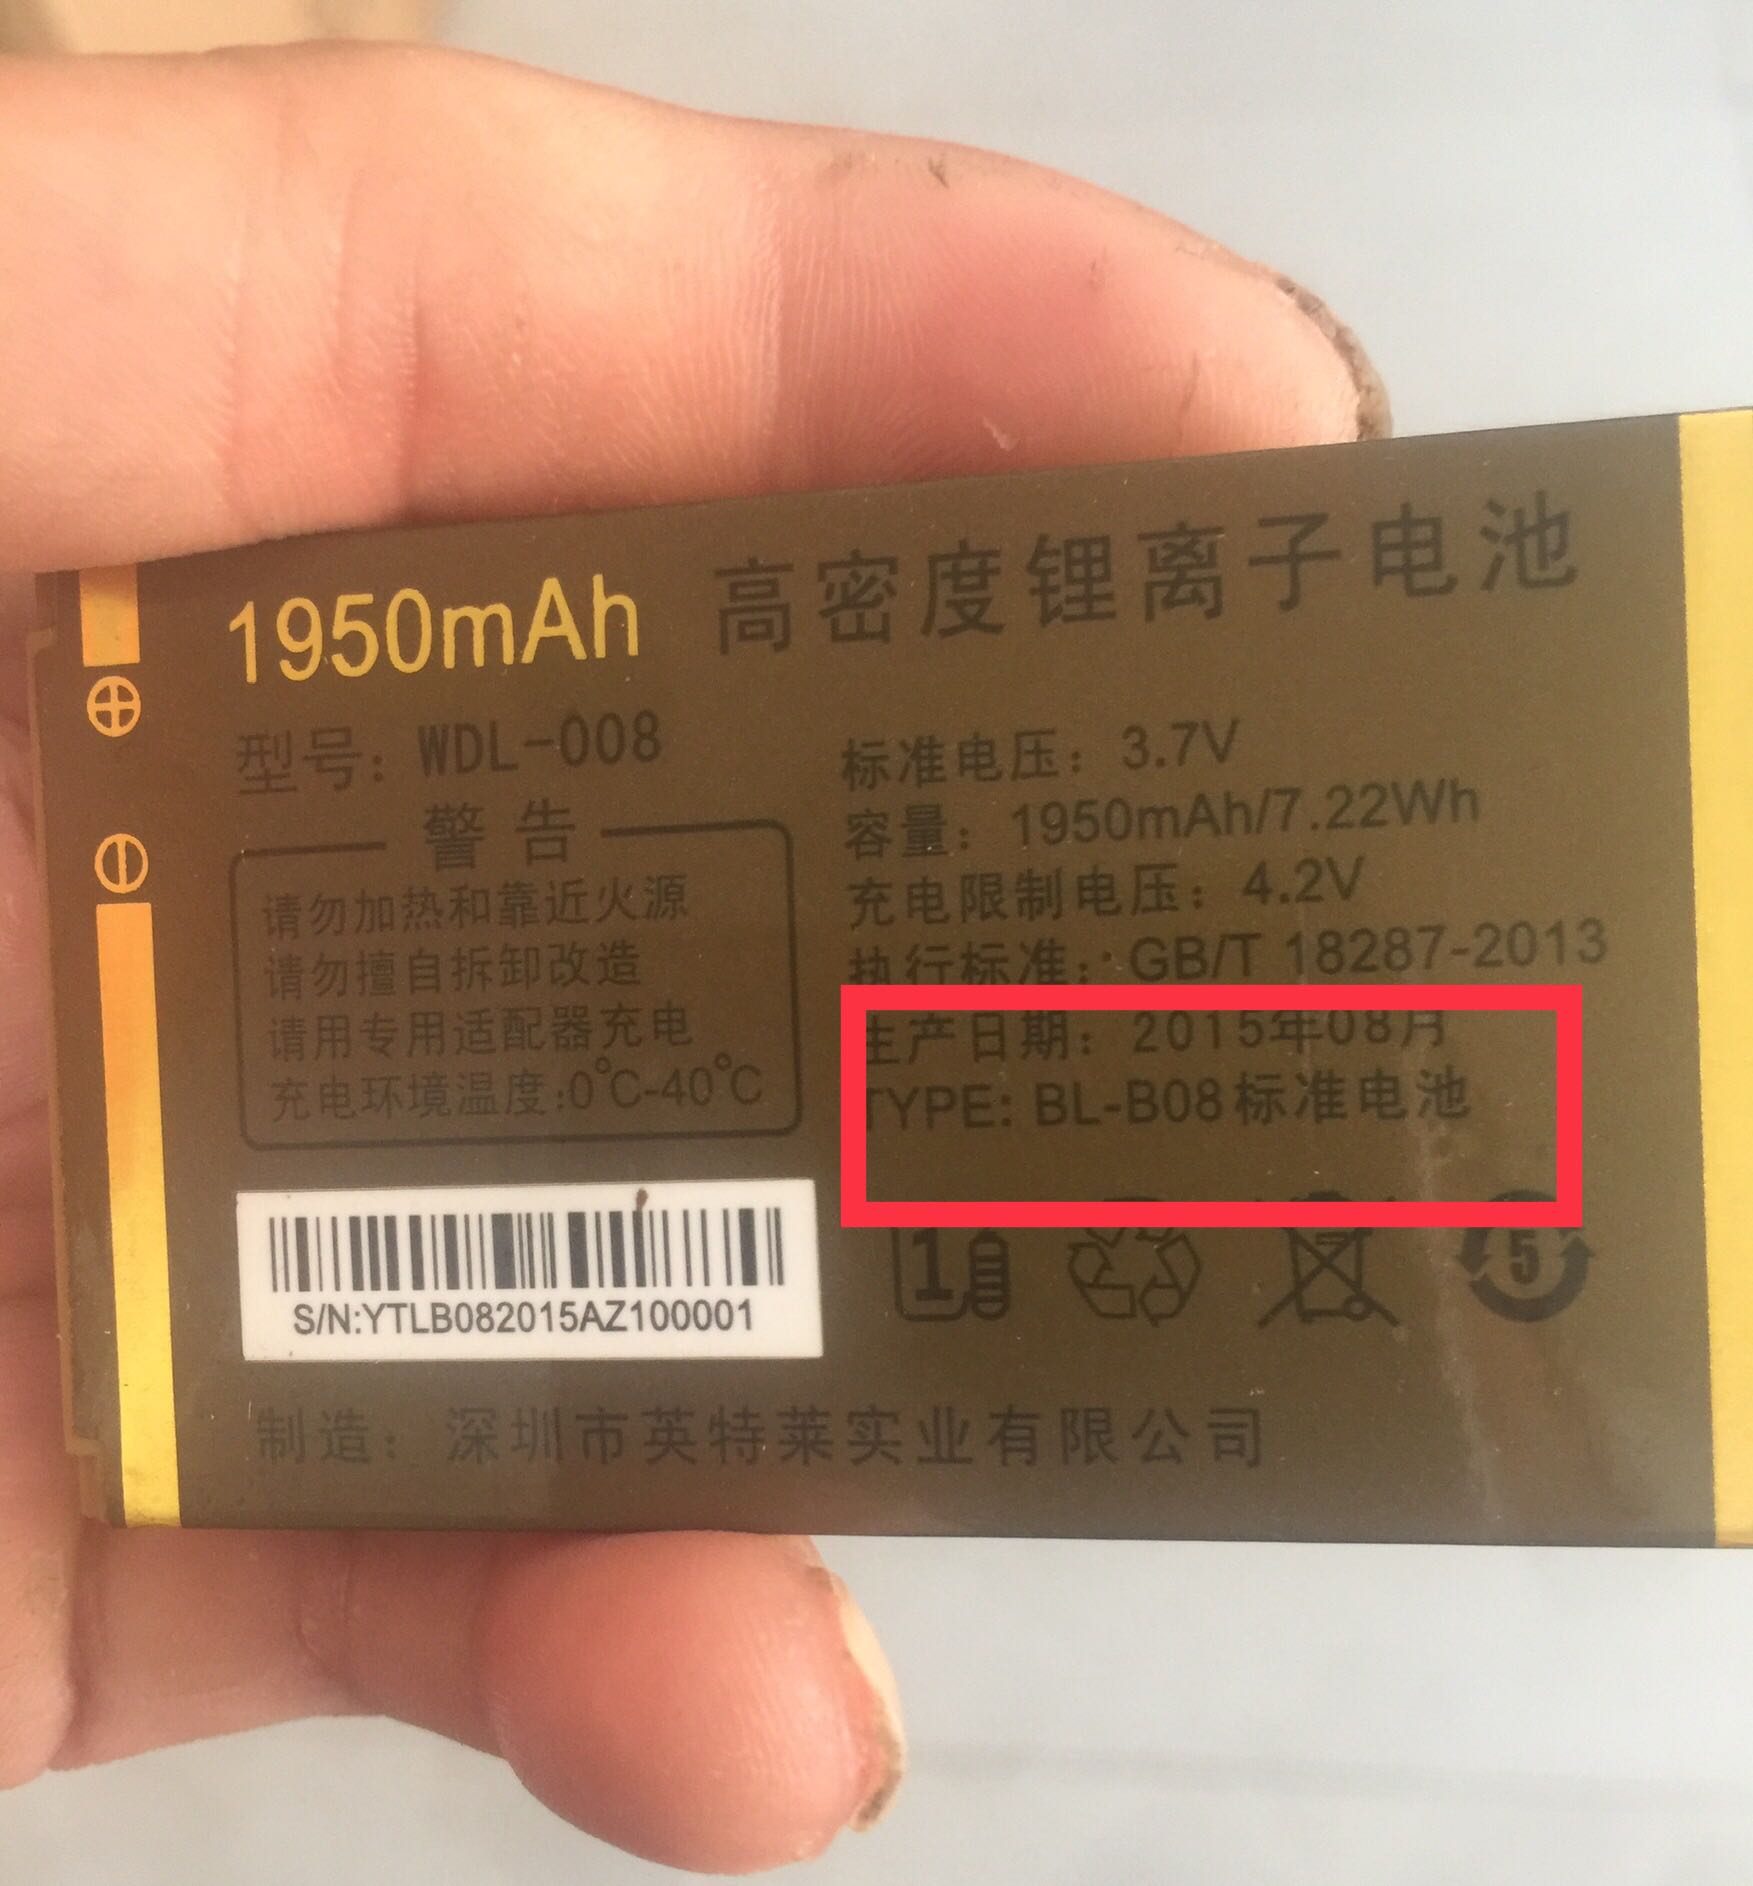 1950mAh 高密度锂离子电池
型号：WDL-008
警告
请勿加热和靠近火源
请勿擅自拆卸改造
请用专用适配器充电
充电环境温度:0℃-40℃
标准电压：3.7V
容量：1950mAh/7.22Wh
充电限制电压：4.2V
执行标准：GB/T 18287-2013
生产日期：2015年08月
TYPE: BL-B08标准电池
1
5
S/N:YTLB082015AZ100001
制造：深圳市英特莱实业有限公司